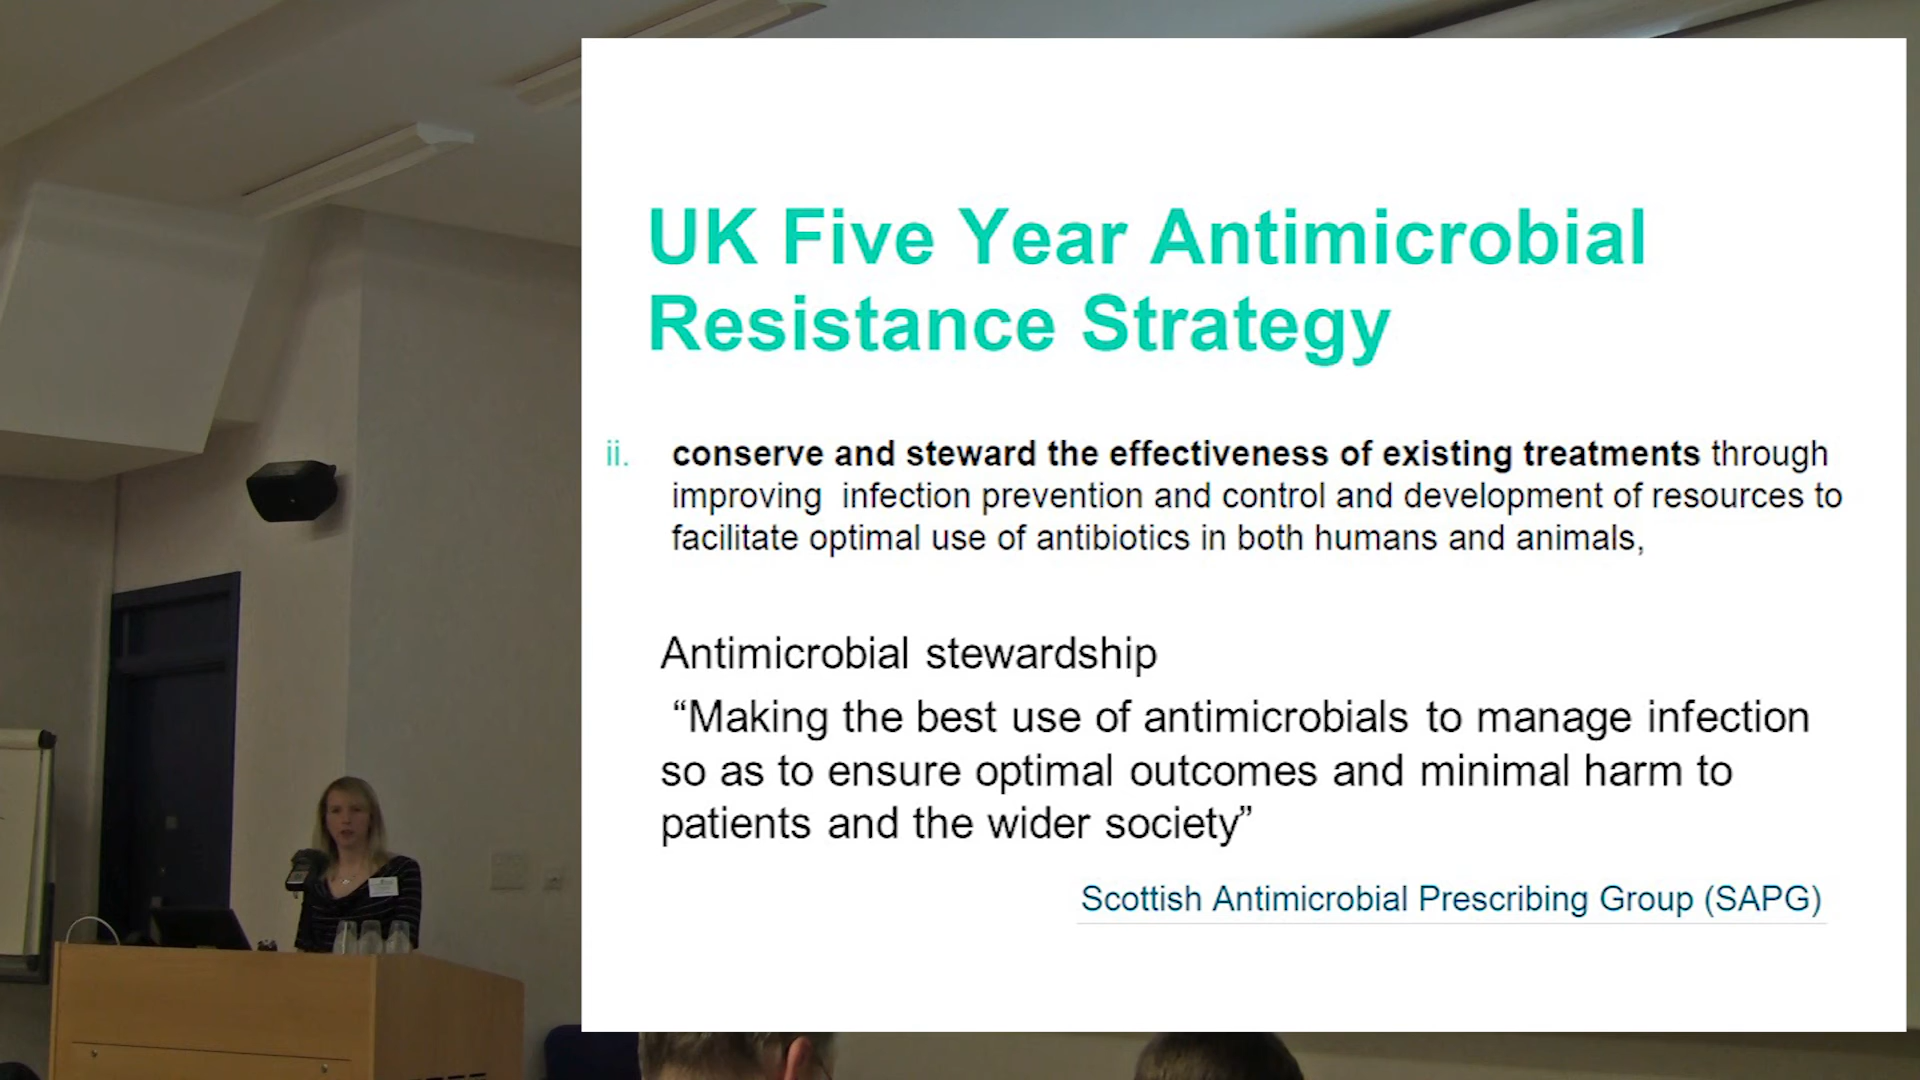 UK Five Year Antimicrobial
Resistance Strategy
ii. conserve and steward the effectiveness of existing treatments through
improving  infection prevention and control and development of resources to
facilitate optimal use of antibiotics in both humans and animals,
Antimicrobial stewardship
“Making the best use of antimicrobials to manage infection
so as to ensure optimal outcomes and minimal harm to
patients and the wider society”
Scottish Antimicrobial Prescribing Group (SAPG)